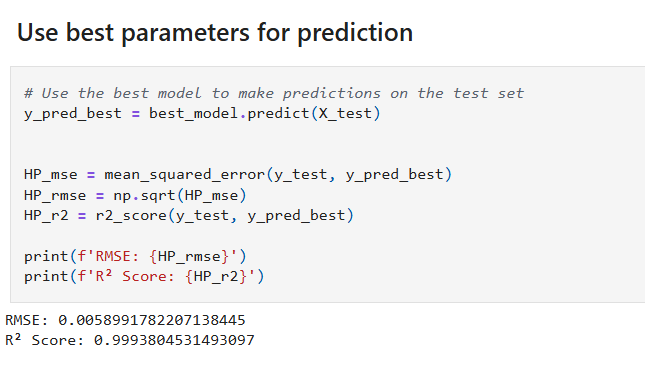 Use best parameters for prediction
# Use the best model to make predictions on the test set
y_pred_best = best_model.predict(X_test)
HP_mse = mean_squared_error(y_test, y_pred_best)
HP_rmse = np.sqrt(HP_mse)
HP_r2 = r2_score(y_test, y_pred_best)
print(f'RMSE: {HP_rmse}')
print(f'R² Score: {HP_r2}')
RMSE: 0.0058991782207138445
R² Score: 0.9993804531493097